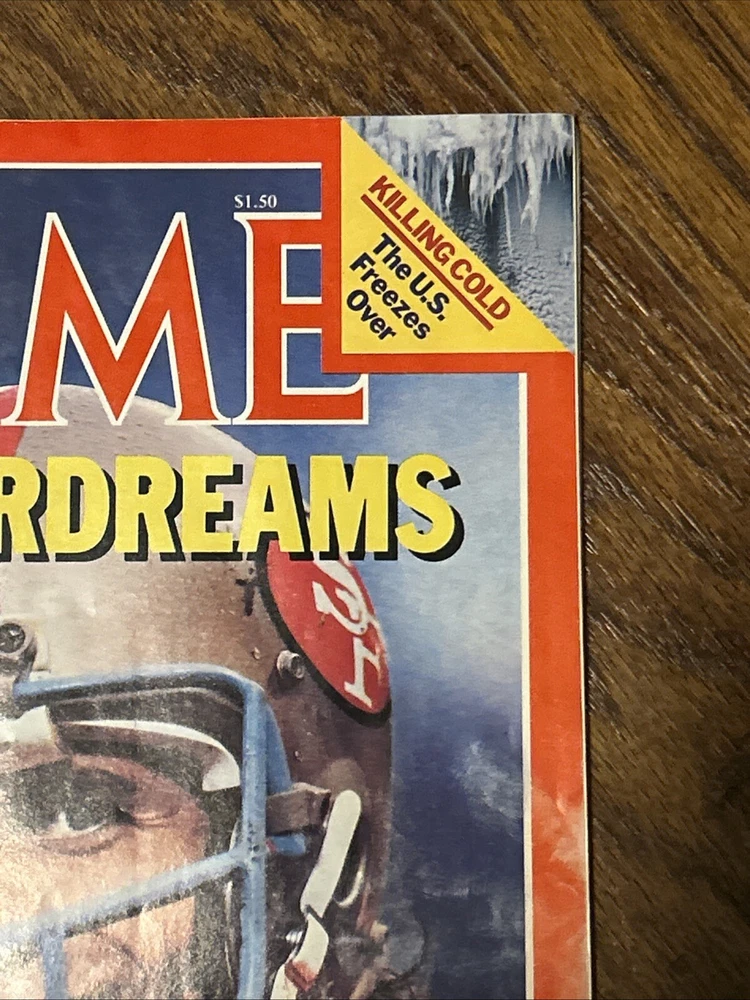 $1.50
ME
RDREAMS
KILLING COLD
The U.S.
Freezes
Over